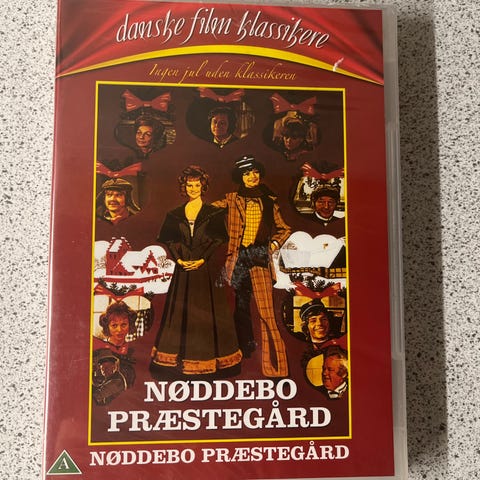 danske film klassikere
Ingen jul uden klassikeren
NØDDEBO
PRÆSTEGÅRD
A
NØDDEBO PRÆSTEGÅRD